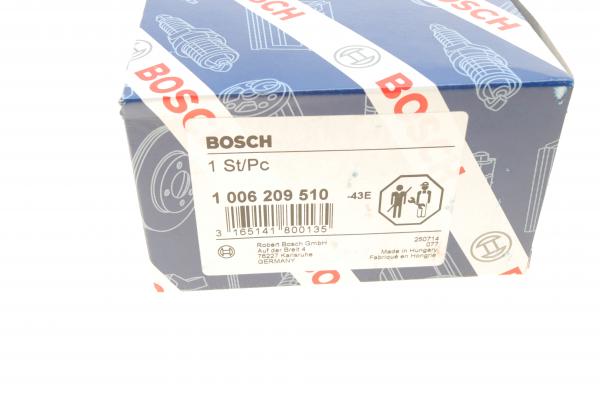 BOSCH
BOSCH
BOSCH
BOSCH
BOSCH
1 St/Pc
1 006 209 510 -43E
3 165141 800135
Robert Bosch GmbH
Auf der Breit 4
76227 Karlsruhe
GERMANY
250714
077
Made in Hungary
Fabriqué en Hongrie